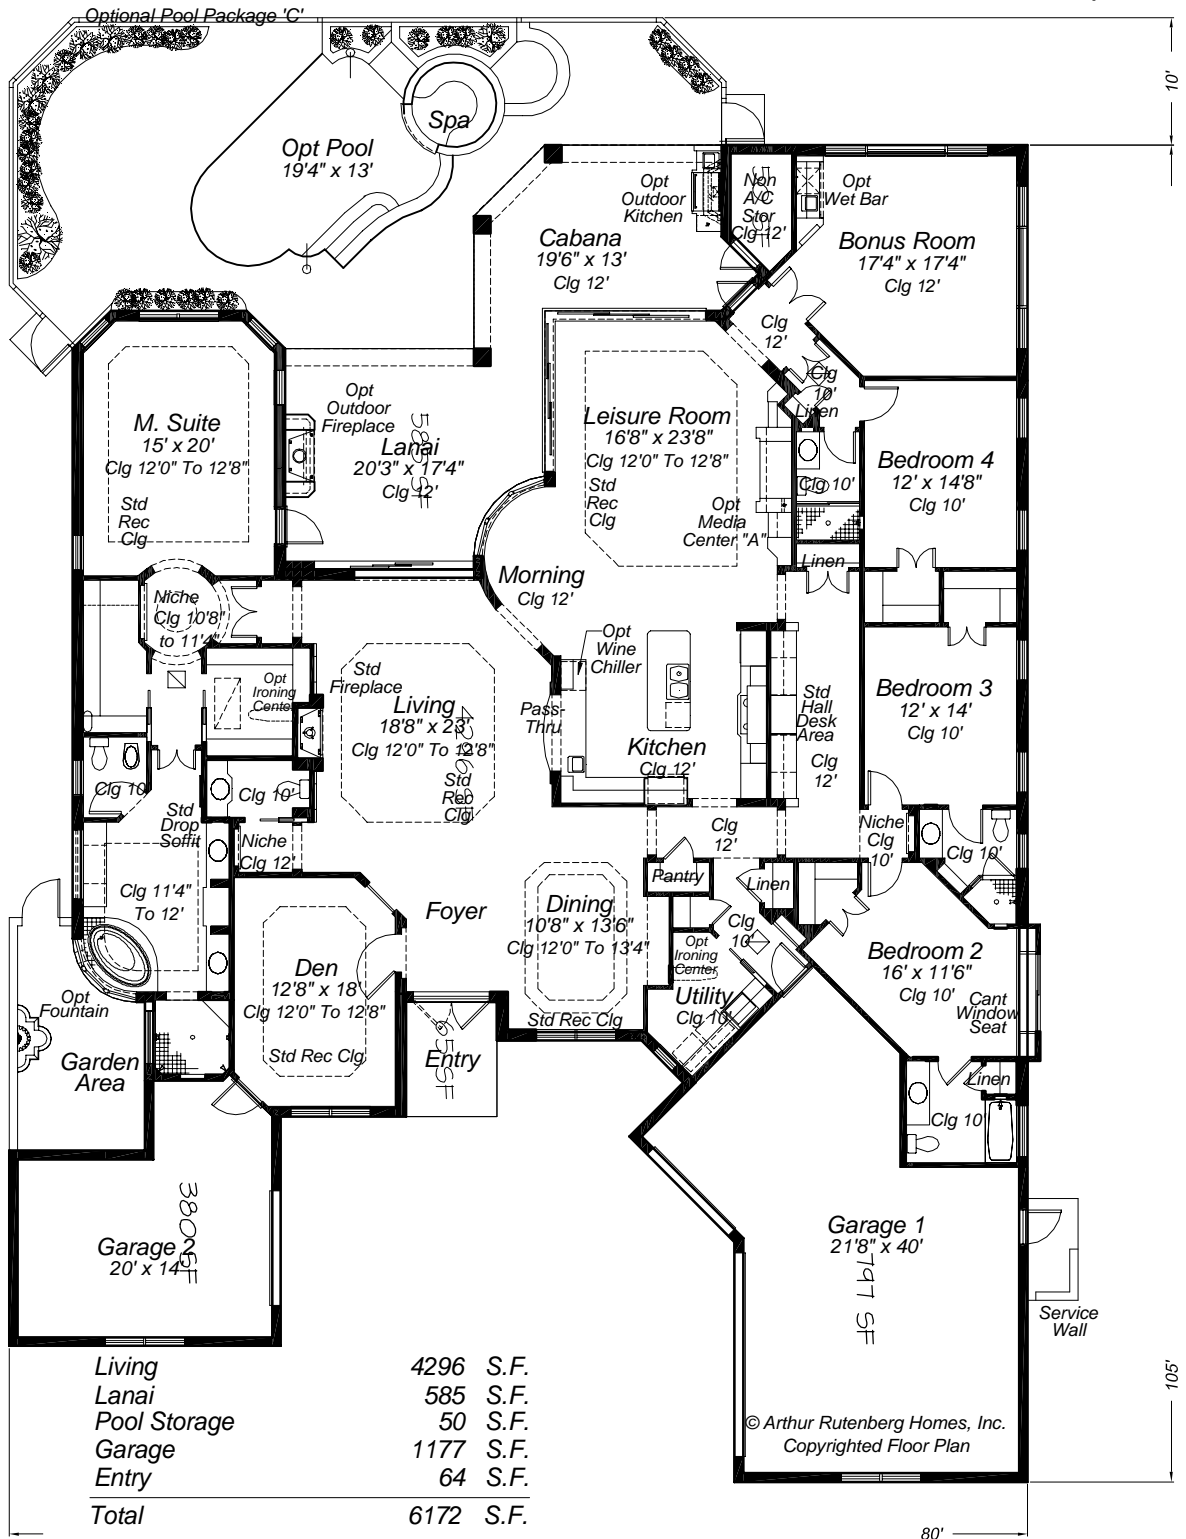 Optional Pool Package 'C'
10'
Spa
Opt Pool
19'4" x 13'
Opt
Outdoor
Kitchen
Non
A/C
Stor
Clg 12'
Opt
Wet Bar
Cabana
19'6" x 13'
Clg 12'
Bonus Room
17'4" x 17'4"
Clg 12'
Clg
12'
Clg
10'
Linen
M. Suite
15' x 20'
Clg 12'0" To 12'8"
Std
Rec
Clg
Opt
Outdoor
Fireplace
Lanai
20'3" x 17'4"
Clg 12'
585 SF
Leisure Room
16'8" x 23'8"
Clg 12'0" To 12'8"
Std
Rec
Clg
Opt
Media
Center "A"
Bedroom 4
12' x 14'8"
Clg 10'
Clg 10'
Linen
Morning
Clg 12'
Niche
Clg 10'8"
to 11'4"
Opt
Ironing
Center
Std
Fireplace
Living
18'8" x 23'
Clg 12'0" To 12'8"
Std
Rec
Clg
4296 SF
Opt
Wine
Chiller
Pass-
Thru
Kitchen
Clg 12'
Std
Hall
Desk
Area
Clg
12'
Bedroom 3
12' x 14'
Clg 10'
Clg 10'
Std
Drop
Soffit
Clg 10'
Niche
Clg 12'
Clg
12'
Niche
Clg
10'
Clg 10'
Pantry
Linen
Clg 11'4"
To 12'
Foyer
Dining
10'8" x 13'6"
Clg 12'0" To 13'4"
Std Rec Clg
Clg
10'
Opt
Ironing
Center
Utility
Clg 10'
Bedroom 2
16' x 11'6"
Clg 10'
Cant
Window
Seat
Den
12'8" x 18'
Clg 12'0" To 12'8"
Std Rec Clg
Opt
Fountain
Garden
Area
Entry
65 SF
Linen
Clg 10'
Garage 2
20' x 14'
380 SF
Garage 1
21'8" x 40'
797 SF
Service
Wall
105'
Living 4296 S.F.
Lanai 585 S.F.
Pool Storage 50 S.F.
Garage 1177 S.F.
Entry 64 S.F.
Total 6172 S.F.
© Arthur Rutenberg Homes, Inc.
Copyrighted Floor Plan
80'